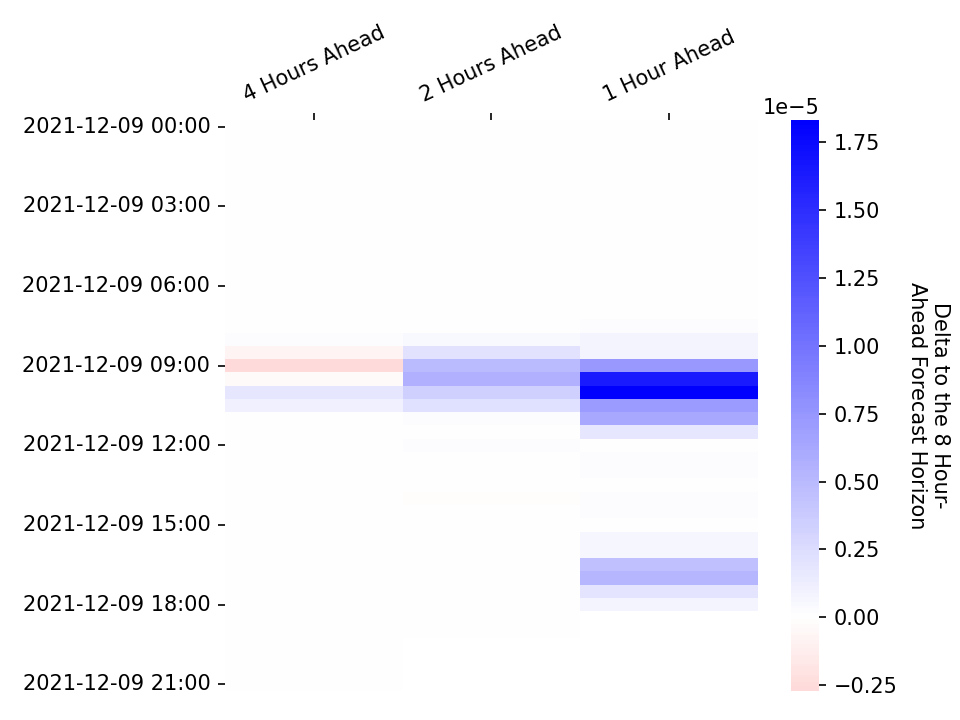 4 Hours Ahead
2 Hours Ahead
1 Hour Ahead
1e−5
2021-12-09 00:00
2021-12-09 03:00
2021-12-09 06:00
2021-12-09 09:00
2021-12-09 12:00
2021-12-09 15:00
2021-12-09 18:00
2021-12-09 21:00
1.75
1.50
1.25
1.00
0.75
0.50
0.25
0.00
−0.25
Delta to the 8 Hour-
Ahead Forecast Horizon